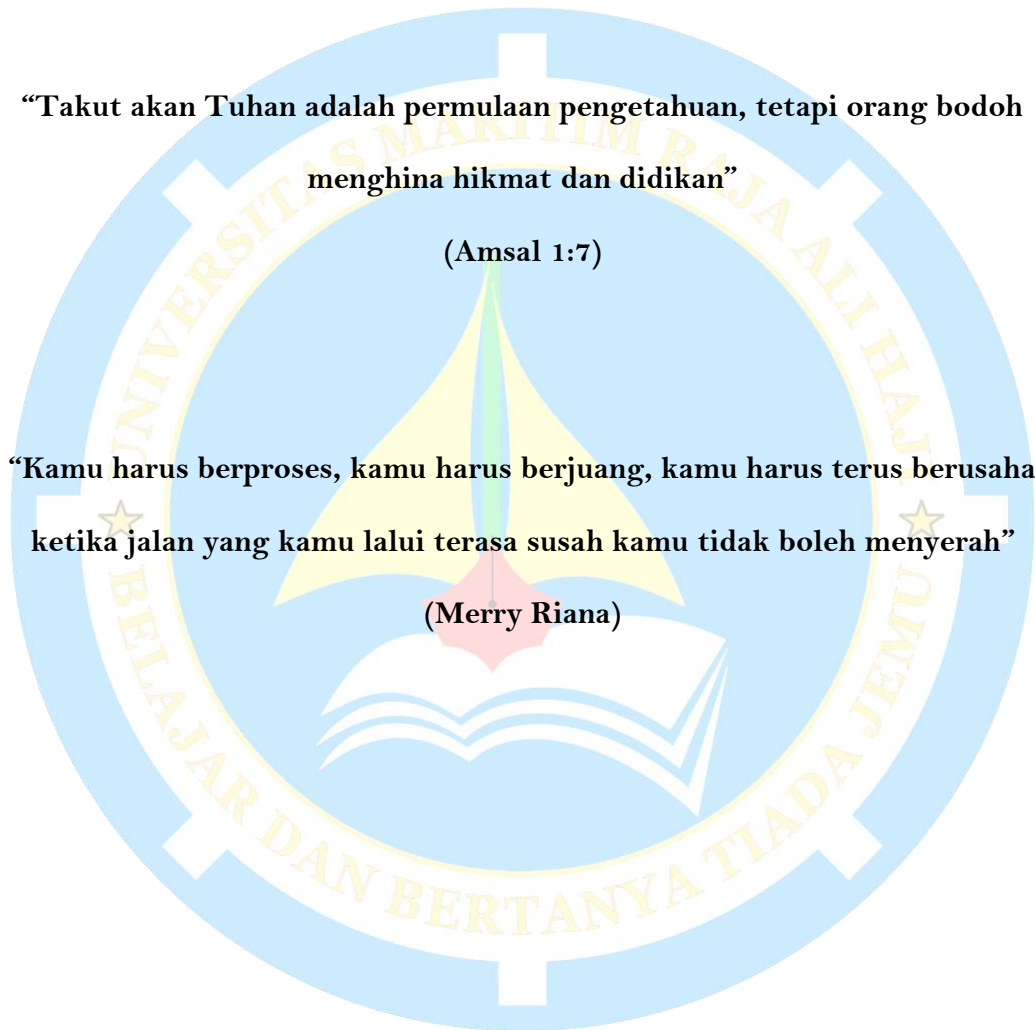 “Takut akan Tuhan adalah permulaan pengetahuan, tetapi orang bodoh
menghina hikmat dan didikan”
(Amsal 1:7)
“Kamu harus berproses, kamu harus berjuang, kamu harus terus berusaha
ketika jalan yang kamu lalui terasa susah kamu tidak boleh menyerah”
(Merry Riana)
UNIVERSITAS MARITIM RAJA ALI HAJI
BELAJAR DAN BERTANYA TIADA JEMU